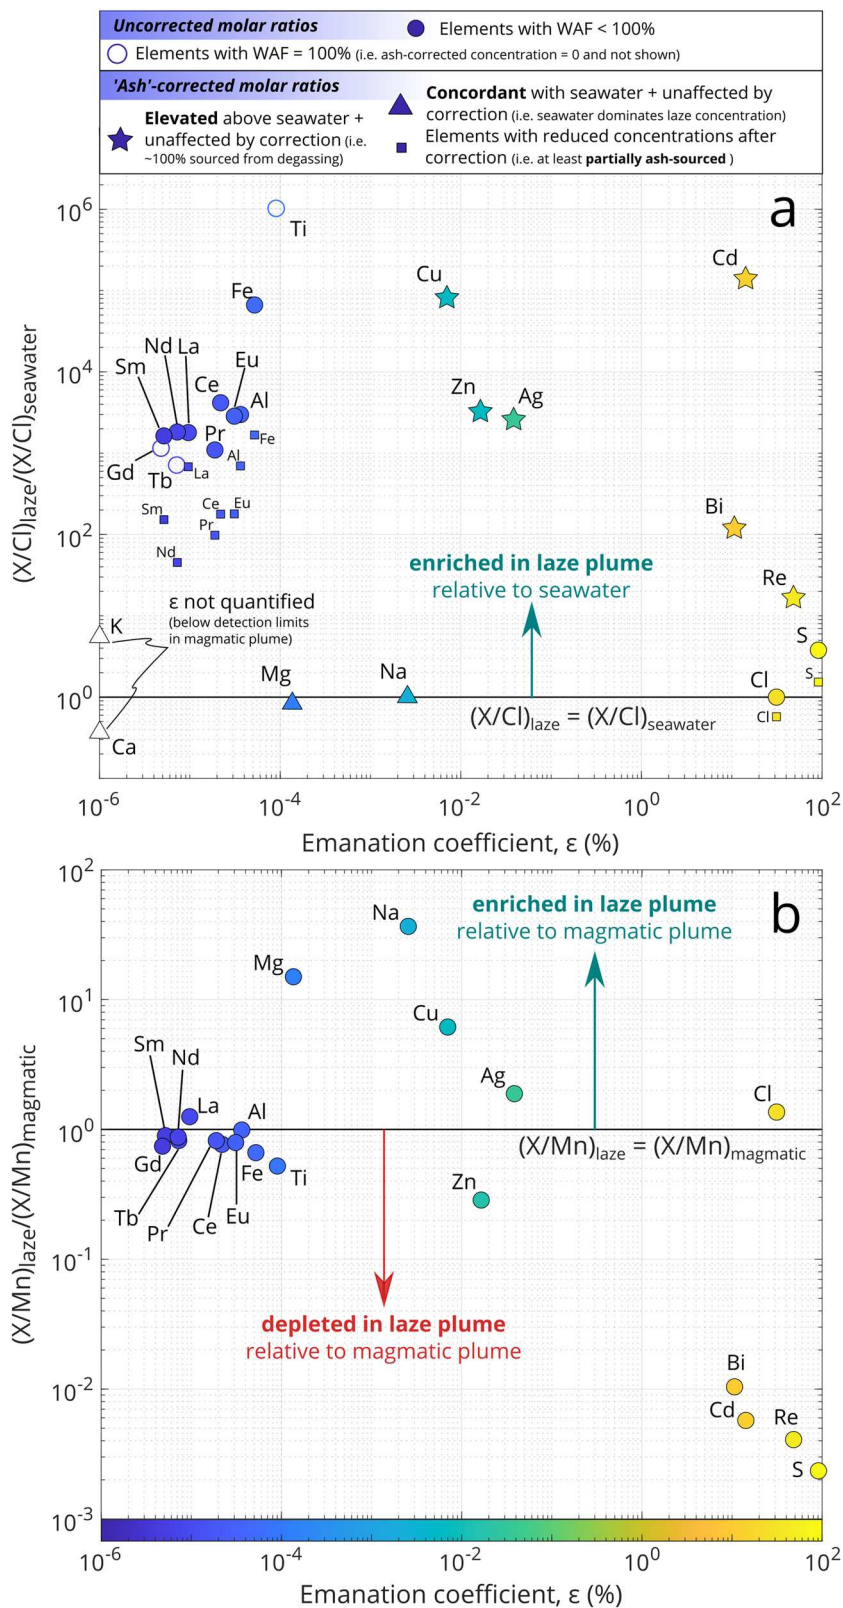 Uncorrected molar ratios
Elements with WAF < 100%
Elements with WAF = 100% (i.e. ash-corrected concentration = 0 and not shown)
'Ash'-corrected molar ratios
Elevated above seawater +
unaffected by correction (i.e.
~100% sourced from degassing)
Concordant with seawater + unaffected by
correction (i.e. seawater dominates laze concentration)
Elements with reduced concentrations after
correction (i.e. at least partially ash-sourced )
a
(X/Cl)laze/(X/Cl)seawater
10^6
10^4
10^2
10^0
Ti
Fe
Cu
Cd
Nd La
Sm
Eu
Ce
Al
Zn
Ag
Pr
Fe
Gd
Tb
La
Al
Sm
Ce
Eu
Pr
Nd
Bi
Re
S
S
Cl
Cl
enriched in laze plume
relative to seawater
ε not quantified
(below detection limits
in magmatic plume)
K
Ca
Mg
Na
(X/Cl)laze = (X/Cl)seawater
10^-6
10^-4
10^-2
10^0
10^2
Emanation coefficient, ε (%)
b
(X/Mn)laze/(X/Mn)magmatic
10^2
10^1
10^0
10^-1
10^-2
10^-3
Na
enriched in laze plume
relative to magmatic plume
Mg
Cu
Sm
Nd
Ag
Cl
La
Al
(X/Mn)laze = (X/Mn)magmatic
Gd
Fe
Ti
Zn
Tb
Pr
Ce
Eu
depleted in laze plume
relative to magmatic plume
Bi
Cd
Re
S
10^-6
10^-4
10^-2
10^0
10^2
Emanation coefficient, ε (%)